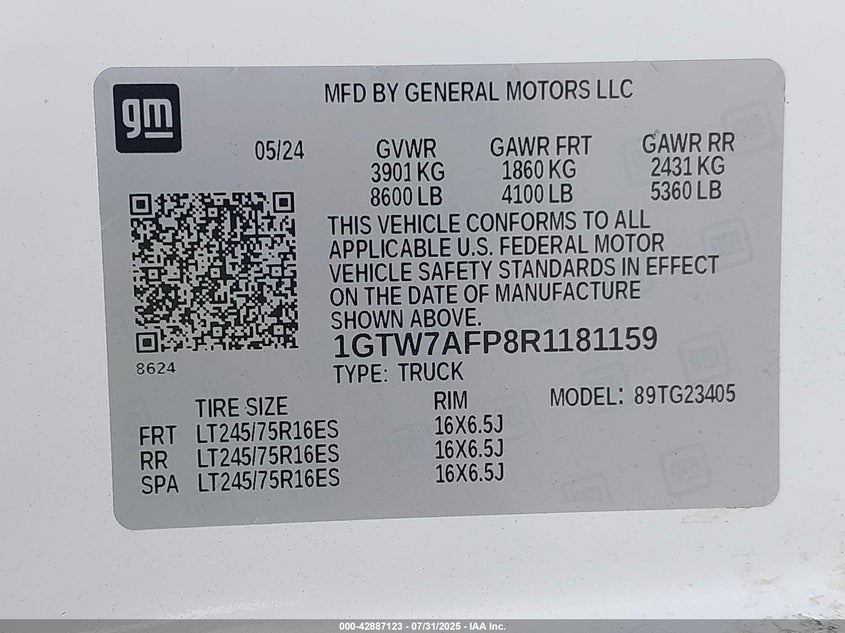 gm
MFD BY GENERAL MOTORS LLC
05/24
GVWR GAWR FRT GAWR RR
3901 KG 1860 KG 2431 KG
8600 LB 4100 LB 5360 LB
THIS VEHICLE CONFORMS TO ALL
APPLICABLE U.S. FEDERAL MOTOR
VEHICLE SAFETY STANDARDS IN EFFECT
ON THE DATE OF MANUFACTURE
SHOWN ABOVE.
1GTW7AFP8R1181159
8624
TYPE: TRUCK
TIRE SIZE RIM MODEL: 89TG23405
FRT LT245/75R16ES 16X6.5J
RR LT245/75R16ES 16X6.5J
SPA LT245/75R16ES 16X6.5J
000-42887123 - 07/31/2025 - IAA Inc.